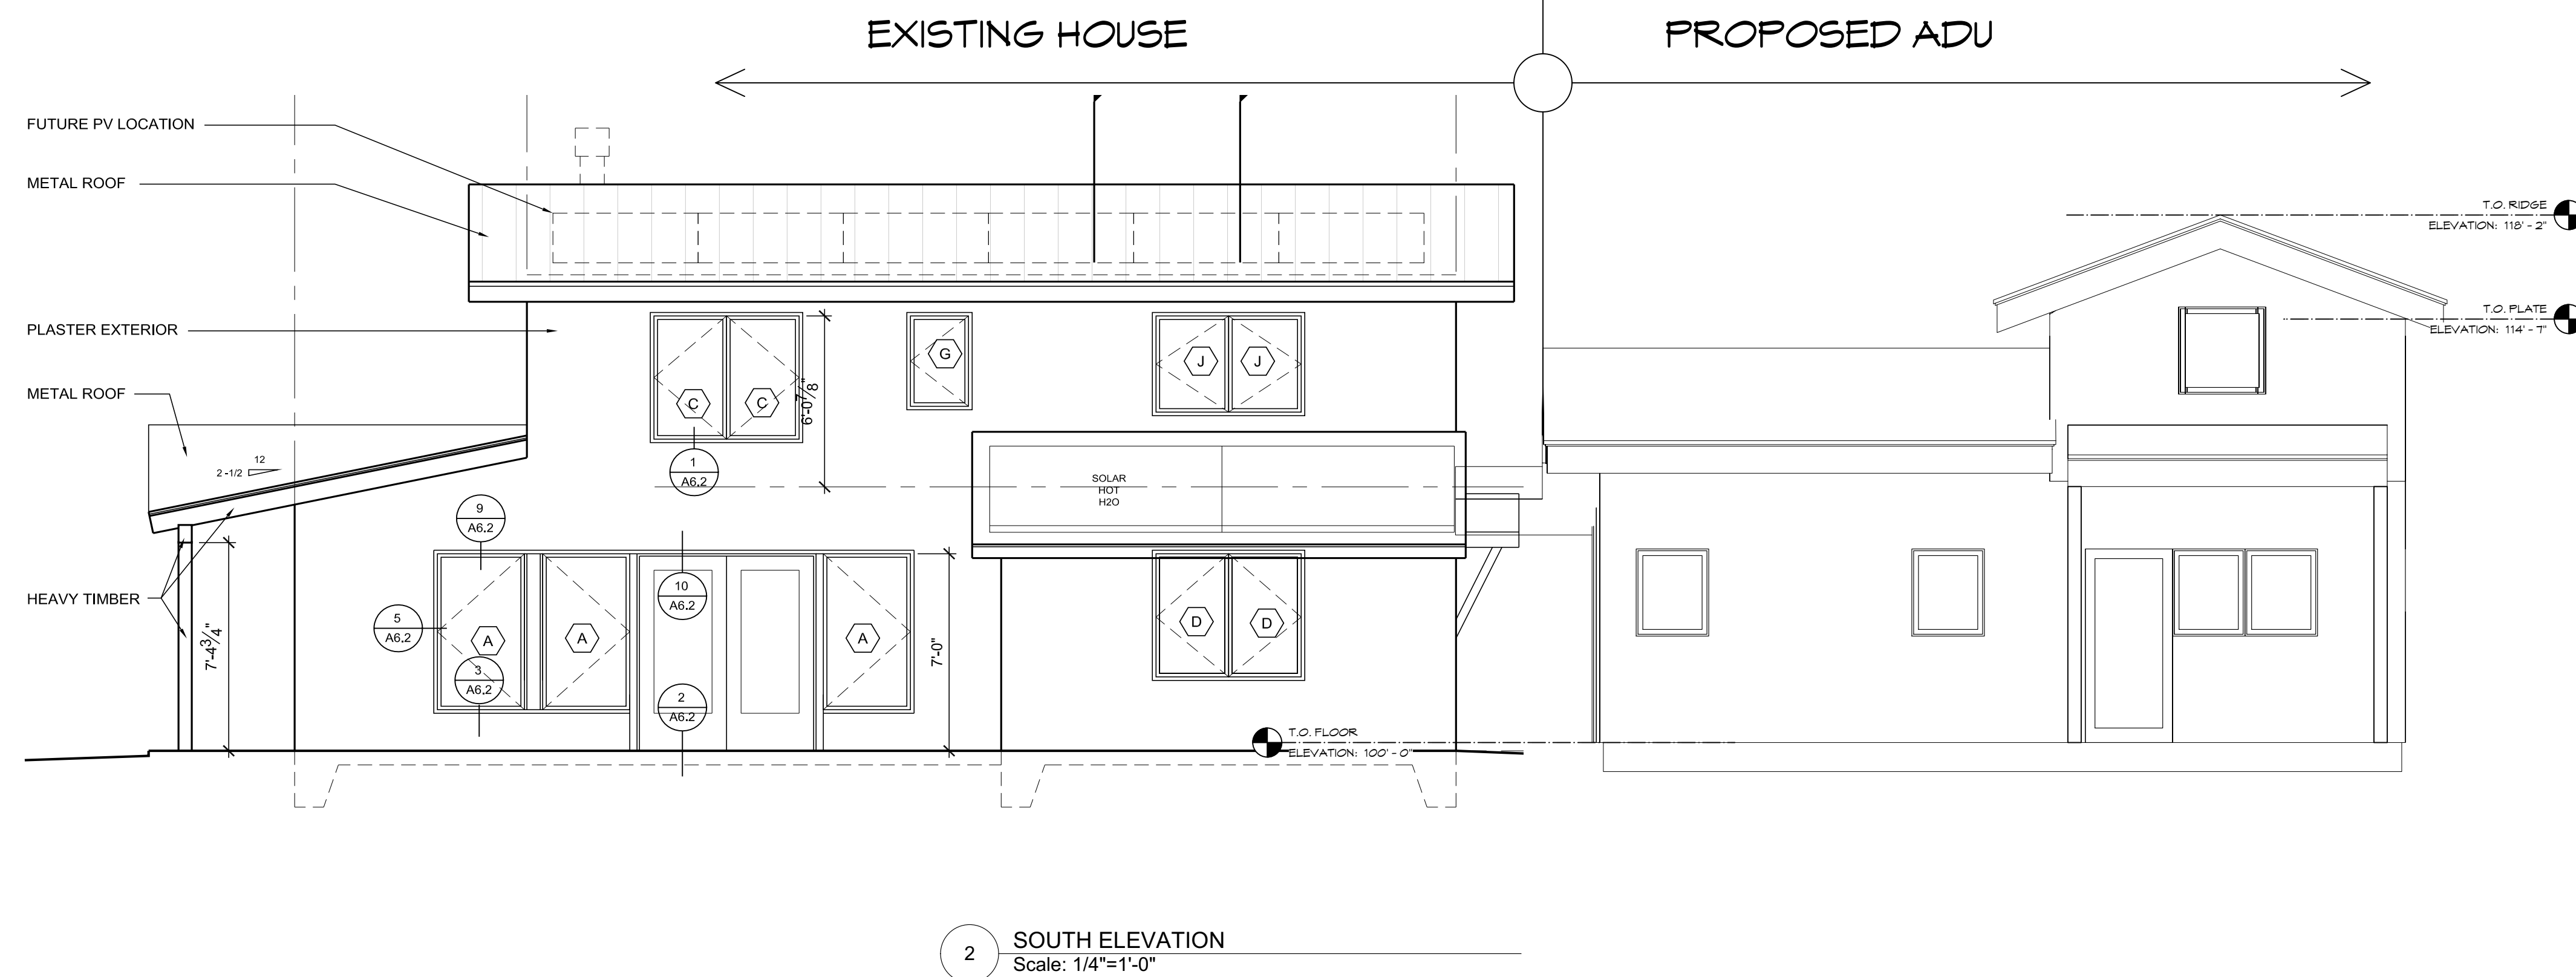 EXISTING HOUSE
PROPOSED ADU
FUTURE PV LOCATION
METAL ROOF
T.O. RIDGE
ELEVATION: 118' - 2"
T.O. PLATE
ELEVATION: 114' - 7"
PLASTER EXTERIOR
G
J
J
METAL ROOF
C
C
6'-0 7/8"
12
2 -1/2
1
A6.2
SOLAR
HOT
H2O
9
A6.2
HEAVY TIMBER
10
A6.2
5
A6.2
D
D
A
A
A
7'-4 3/4"
7'-0"
3
A6.2
2
A6.2
T.O. FLOOR
ELEVATION: 100' - 0"
2
SOUTH ELEVATION
Scale: 1/4"=1'-0"